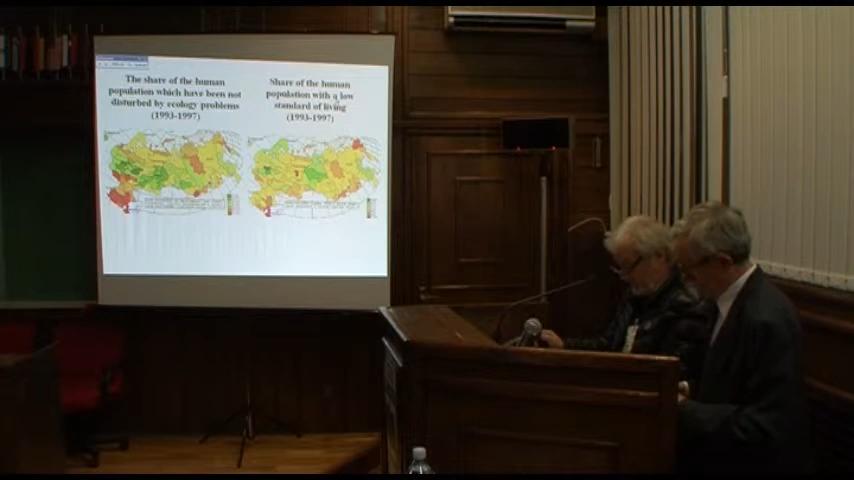 The share of the human
population which have been not
disturbed by ecology problems
(1993-1997)
Share of the human
population with a low
standard of living
(1993-1997)